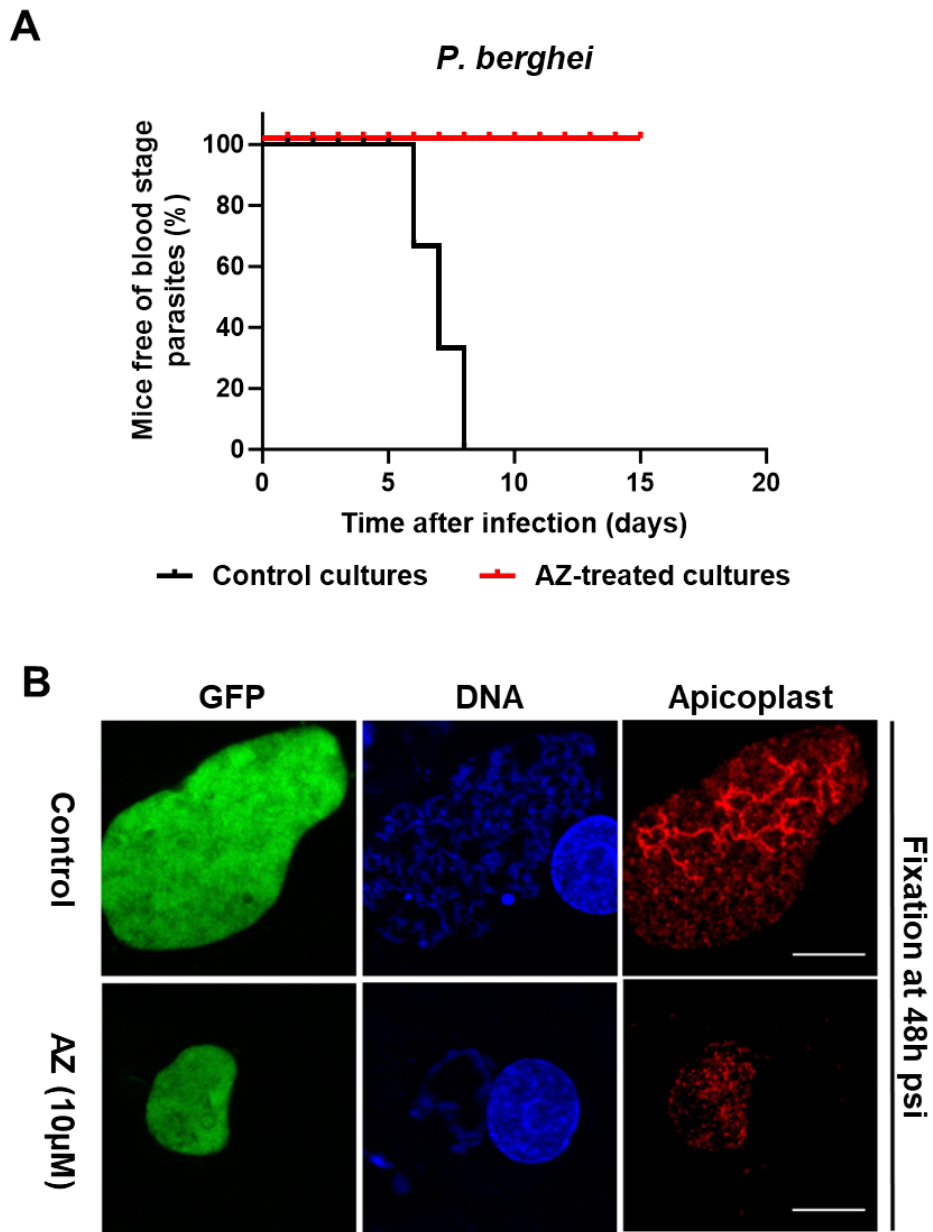 A
P. berghei
Mice free of blood stage
parasites (%)
100
80
60
40
20
0
0 5 10 15 20
Time after infection (days)
Control cultures AZ-treated cultures
B
GFP DNA Apicoplast
Control
AZ (10µM)
Fixation at 48h psi